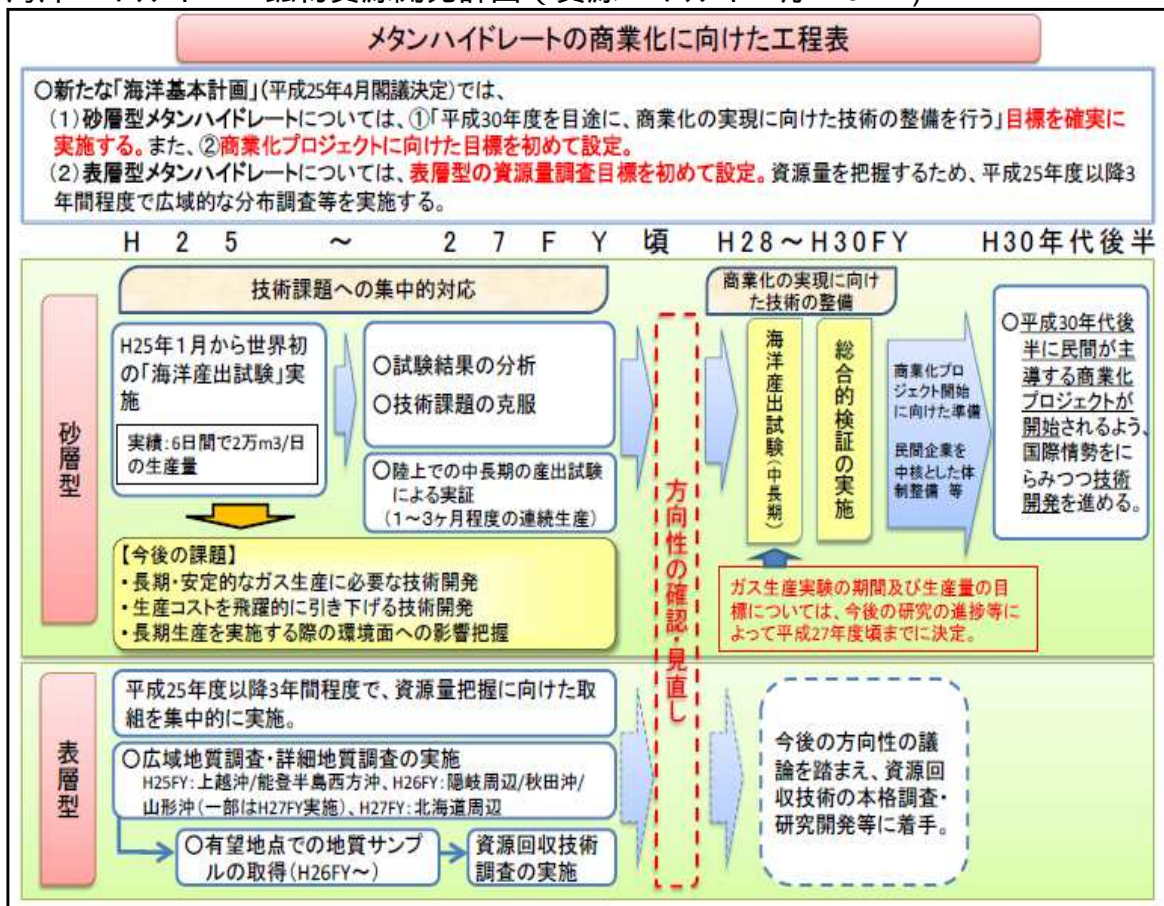 メタンハイドレートの商業化に向けた工程表
○新たな「海洋基本計画」(平成25年4月閣議決定)では、
(1)砂層型メタンハイドレートについては、①「平成30年度を目途に、商業化の実現に向けた技術の整備を行う」目標を確実に
実施する。また、②商業化プロジェクトに向けた目標を初めて設定。
(2)表層型メタンハイドレートについては、表層型の資源量調査目標を初めて設定。資源量を把握するため、平成25年度以降3
年間程度で広域的な分布調査等を実施する。
H25~27FY頃 H28~H30FY H30年代後半
砂層型
技術課題への集中的対応
H25年1月から世界初
の「海洋産出試験」実
施
実績:6日間で2万m3/日
の生産量
○試験結果の分析
○技術課題の克服
○陸上での中長期の産出試験
による実証
(1~3ヶ月程度の連続生産)
【今後の課題】
・長期・安定的なガス生産に必要な技術開発
・生産コストを飛躍的に引き下げる技術開発
・長期生産を実施する際の環境面への影響把握
方向性の確認・見直し
商業化の実現に向け
た技術の整備
海洋産出試験(中長期)
総合的検証の実施
商業化プロ
ジェクト開始
に向けた準備
民間企業を
中核とした体
制整備 等
○平成30年代後
半に民間が主
導する商業化
プロジェクトが
開始されるよう、
国際情勢をに
らみつつ技術
開発を進める。
ガス生産実験の期間及び生産量の目
標については、今後の研究の進捗等に
よって平成27年度頃までに決定。
表層型
平成25年度以降3年間程度で、資源量把握に向けた取
組を集中的に実施。
○広域地質調査・詳細地質調査の実施
H25FY:上越沖/能登半島西方沖、H26FY:隠岐周辺/秋田沖/
山形沖(一部はH27FY実施)、H27FY:北海道周辺
○有望地点での地質サンプ
ルの取得(H26FY~)
資源回収技術
調査の実施
今後の方向性の議
論を踏まえ、資源回
収技術の本格調査・
研究開発等に着手。